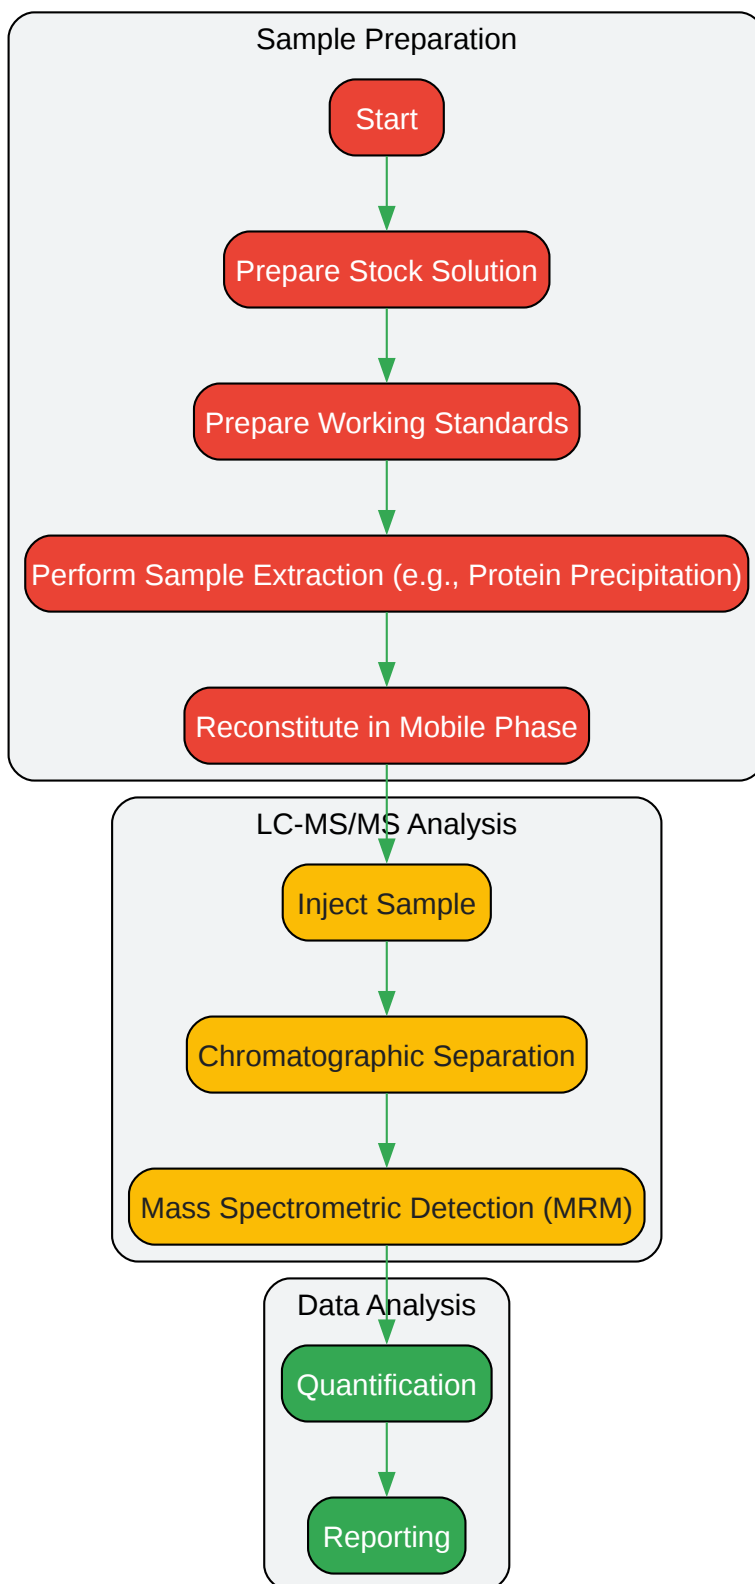 Sample Preparation
Start
Prepare Stock Solution
Prepare Working Standards
Perform Sample Extraction (e.g., Protein Precipitation)
Reconstitute in Mobile Phase
LC-MS/MS Analysis
Inject Sample
Chromatographic Separation
Mass Spectrometric Detection (MRM)
Data Analysis
Quantification
Reporting